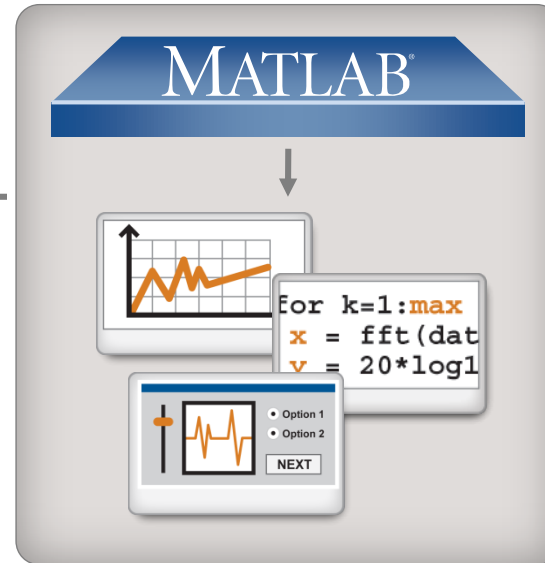 MATLAB®
for k=1:max
x = fft(dat
y = 20*log1
Option 1
Option 2
NEXT